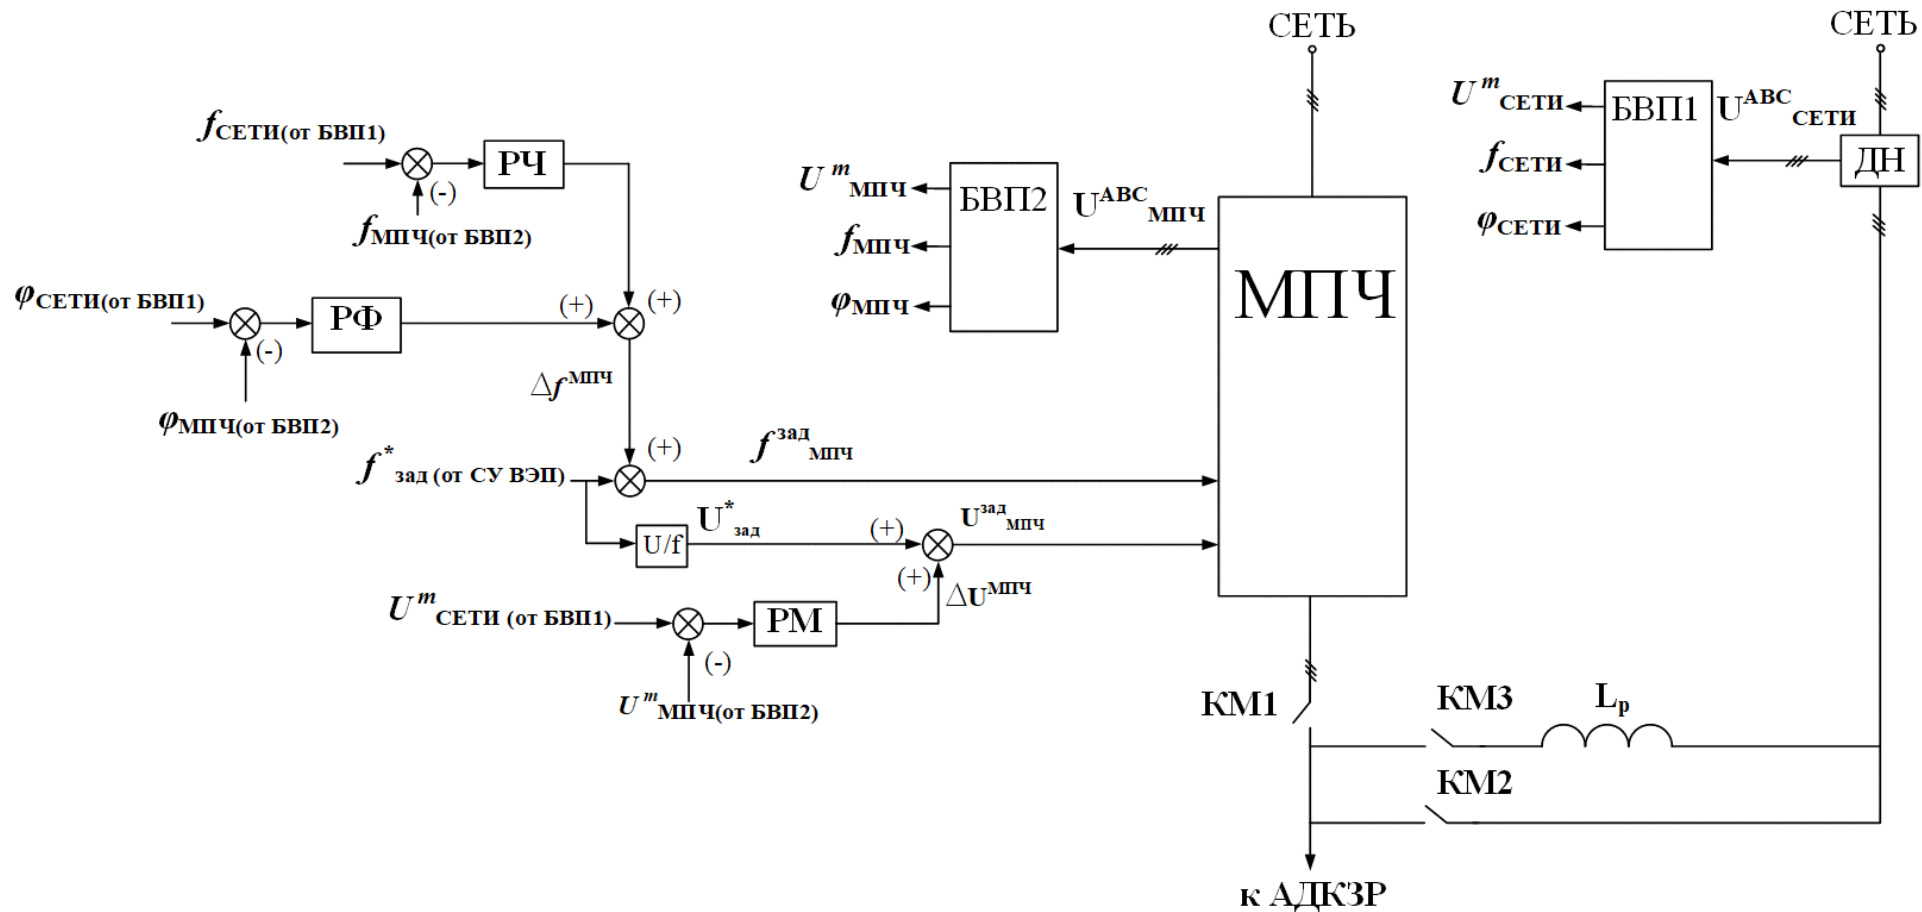 СЕТЬ
СЕТЬ
U^m СЕТИ
БВП1
U^ABC СЕТИ
f СЕТИ
ДН
φ СЕТИ
f СЕТИ(от БВП1)
РЧ
(-)
f МПЧ(от БВП2)
U^m МПЧ
БВП2
U^ABC МПЧ
f МПЧ
φ МПЧ
МПЧ
φ СЕТИ(от БВП1)
РФ
(+)
(+)
(-)
Δf^МПЧ
φ МПЧ(от БВП2)
(+)
f^зад МПЧ
f^* зад (от СУ ВЭП)
U^* зад
(+)
U^зад МПЧ
U/f
(+)
ΔU^МПЧ
U^m СЕТИ (от БВП1)
РМ
(-)
U^m МПЧ(от БВП2)
КМ1
КМ3
L р
КМ2
к АДКЗР